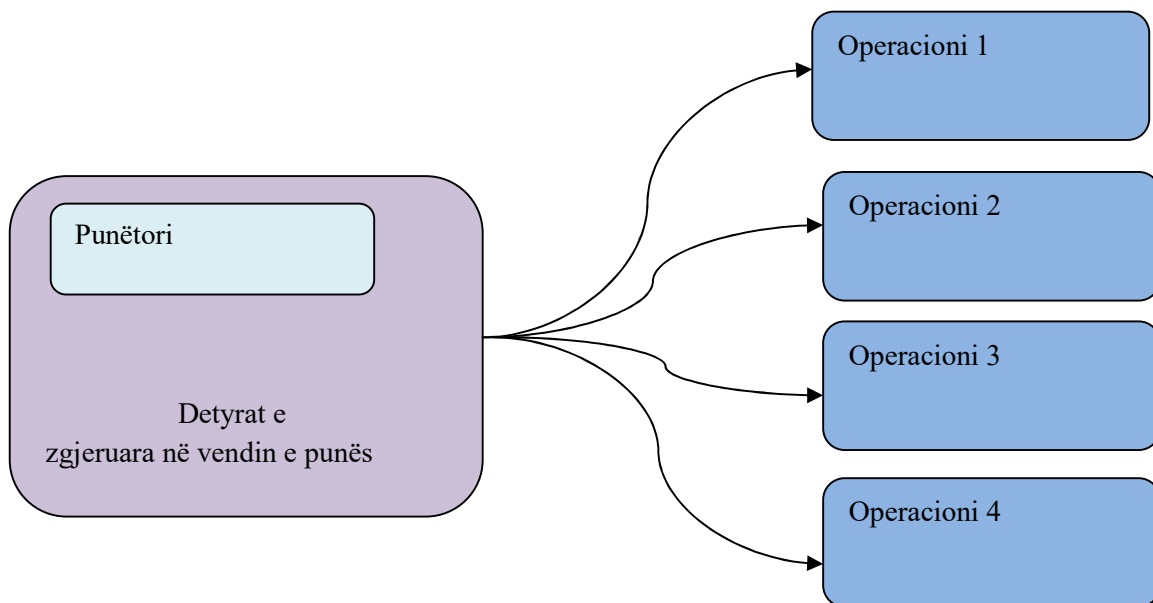 Operacioni 1
Operacioni 2
Punëtori
Operacioni 3
Detyrat e
zgjeruara në vendin e punës
Operacioni 4